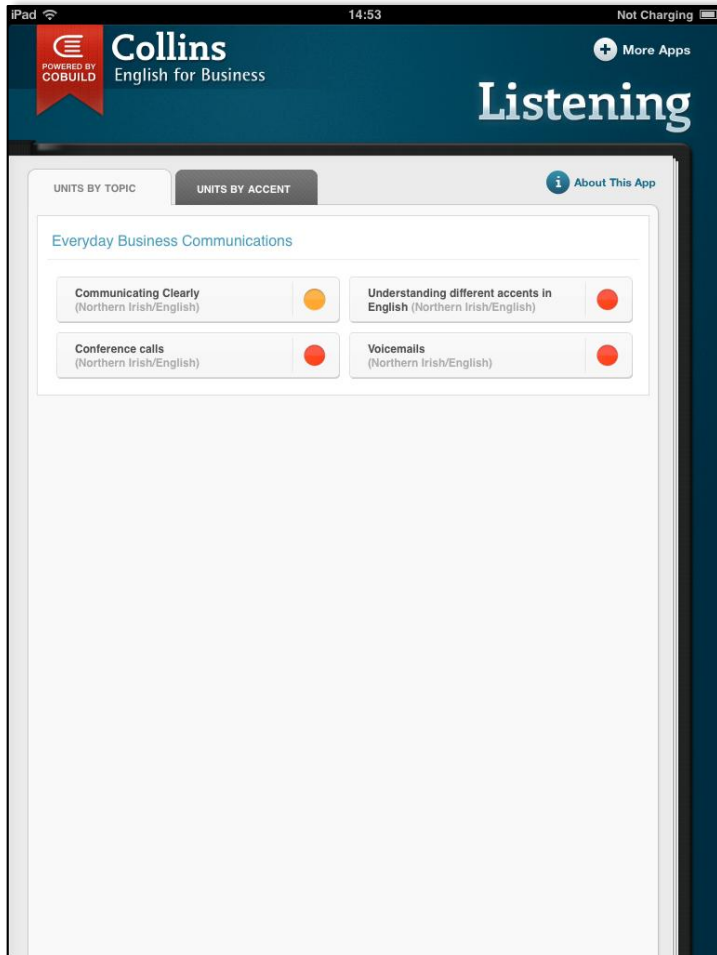 iPad 14:53 Not Charging
POWERED BY
COBUILD
Collins
English for Business
More Apps
Listening
UNITS BY TOPIC
UNITS BY ACCENT
i About This App
Everyday Business Communications
Communicating Clearly
(Northern Irish/English)
Understanding different accents in
English (Northern Irish/English)
Conference calls
(Northern Irish/English)
Voicemails
(Northern Irish/English)